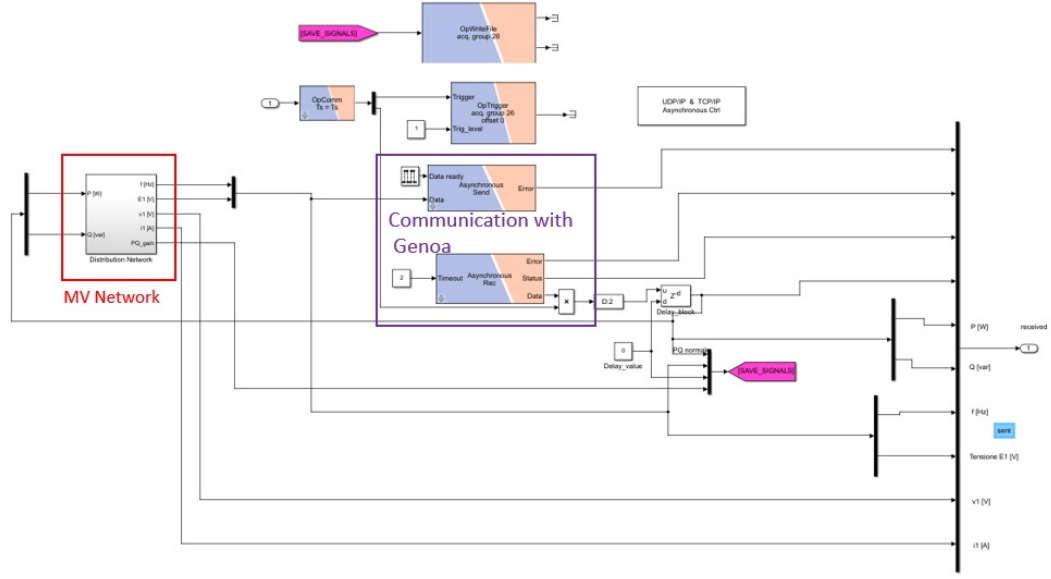 [SAVE_SIGNALS]
OpWriteFile
acq. group 26
1
OpComm
Ts = Ts
Trigger
OpTrigger
acq. group 26
offset 0
1
Trig_level
UDP/IP & TCP/IP
Asynchronous Ctrl
P [W]
Q [var]
f [Hz]
E1 [V]
v1 [V]
i1 [A]
PQ_gain
Distribution Network
MV Network
Data ready
Asynchronous
Send
Data
Error
Communication with
Genoa
2
Timeout
Asynchronous
Rec
Error
Status
Data
×
D:2
u
d
Z-d
Delay_block
0
Delay_value
PQ normali
[SAVE_SIGNALS]
P [W]
received
1
Q [var]
f [Hz]
sent
Tensione E1 [V]
v1 [V]
i1 [A]